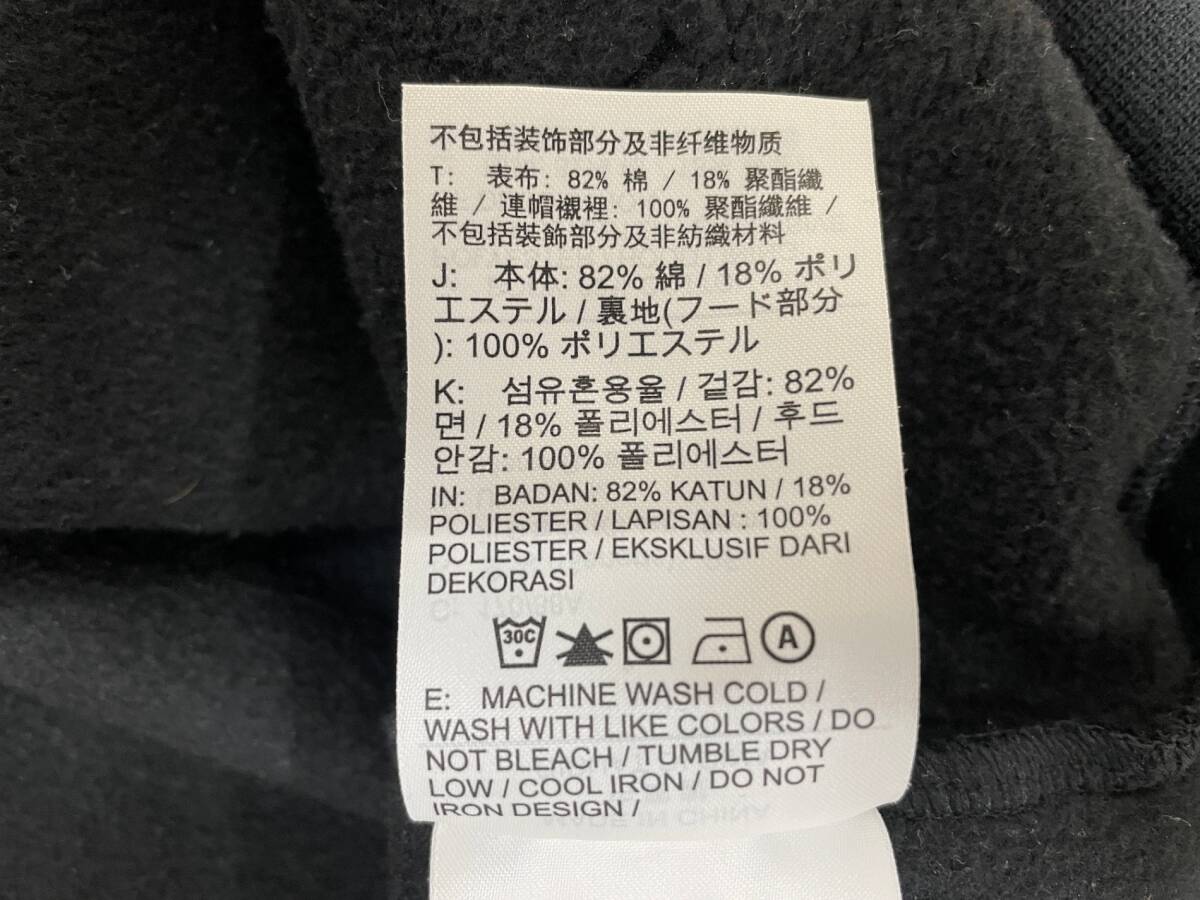 不包括装饰部分及非纤维物质
T: 表布: 82% 棉 / 18% 聚酯纖
維 / 連帽襯裡: 100% 聚酯纖維 /
不包括裝飾部分及非紡織材料
J: 本体: 82% 綿 / 18% ポリ
エステル / 裏地(フード部分
): 100% ポリエステル
K: 섬유혼용율 / 겉감: 82%
면 / 18% 폴리에스터 / 후드
안감: 100% 폴리에스터
IN: BADAN: 82% KATUN / 18%
POLIESTER / LAPISAN : 100%
POLIESTER / EKSKLUSIF DARI
DEKORASI
30C A
E: MACHINE WASH COLD /
WASH WITH LIKE COLORS / DO
NOT BLEACH / TUMBLE DRY
LOW / COOL IRON / DO NOT
IRON DESIGN /
MADE IN CHINA